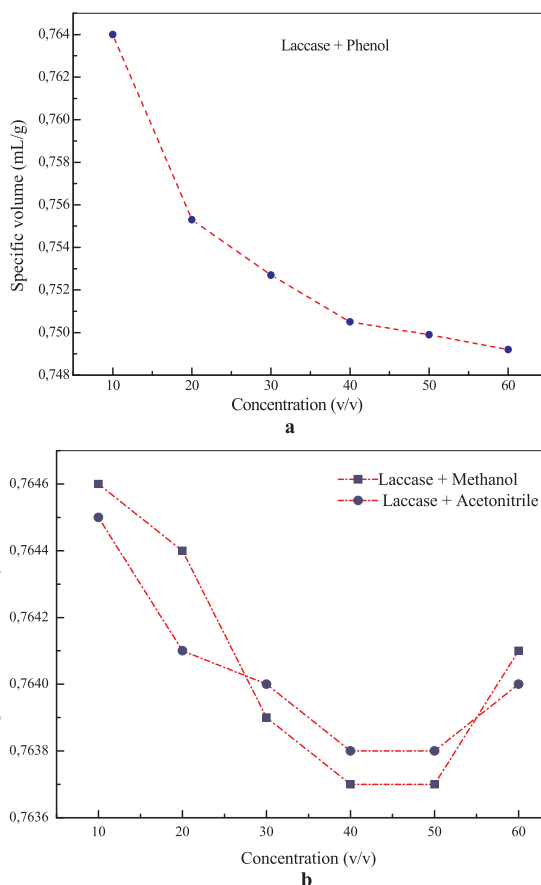 Laccase + Phenol
Specific volume (mL/g)
0,764
0,762
0,760
0,758
0,756
0,754
0,752
0,750
0,748
10 20 30 40 50 60
Concentration (v/v)
a
Laccase + Methanol
Laccase + Acetonitrile
0,7646
0,7644
0,7642
0,7640
0,7638
0,7636
10 20 30 40 50 60
Concentration (v/v)
b